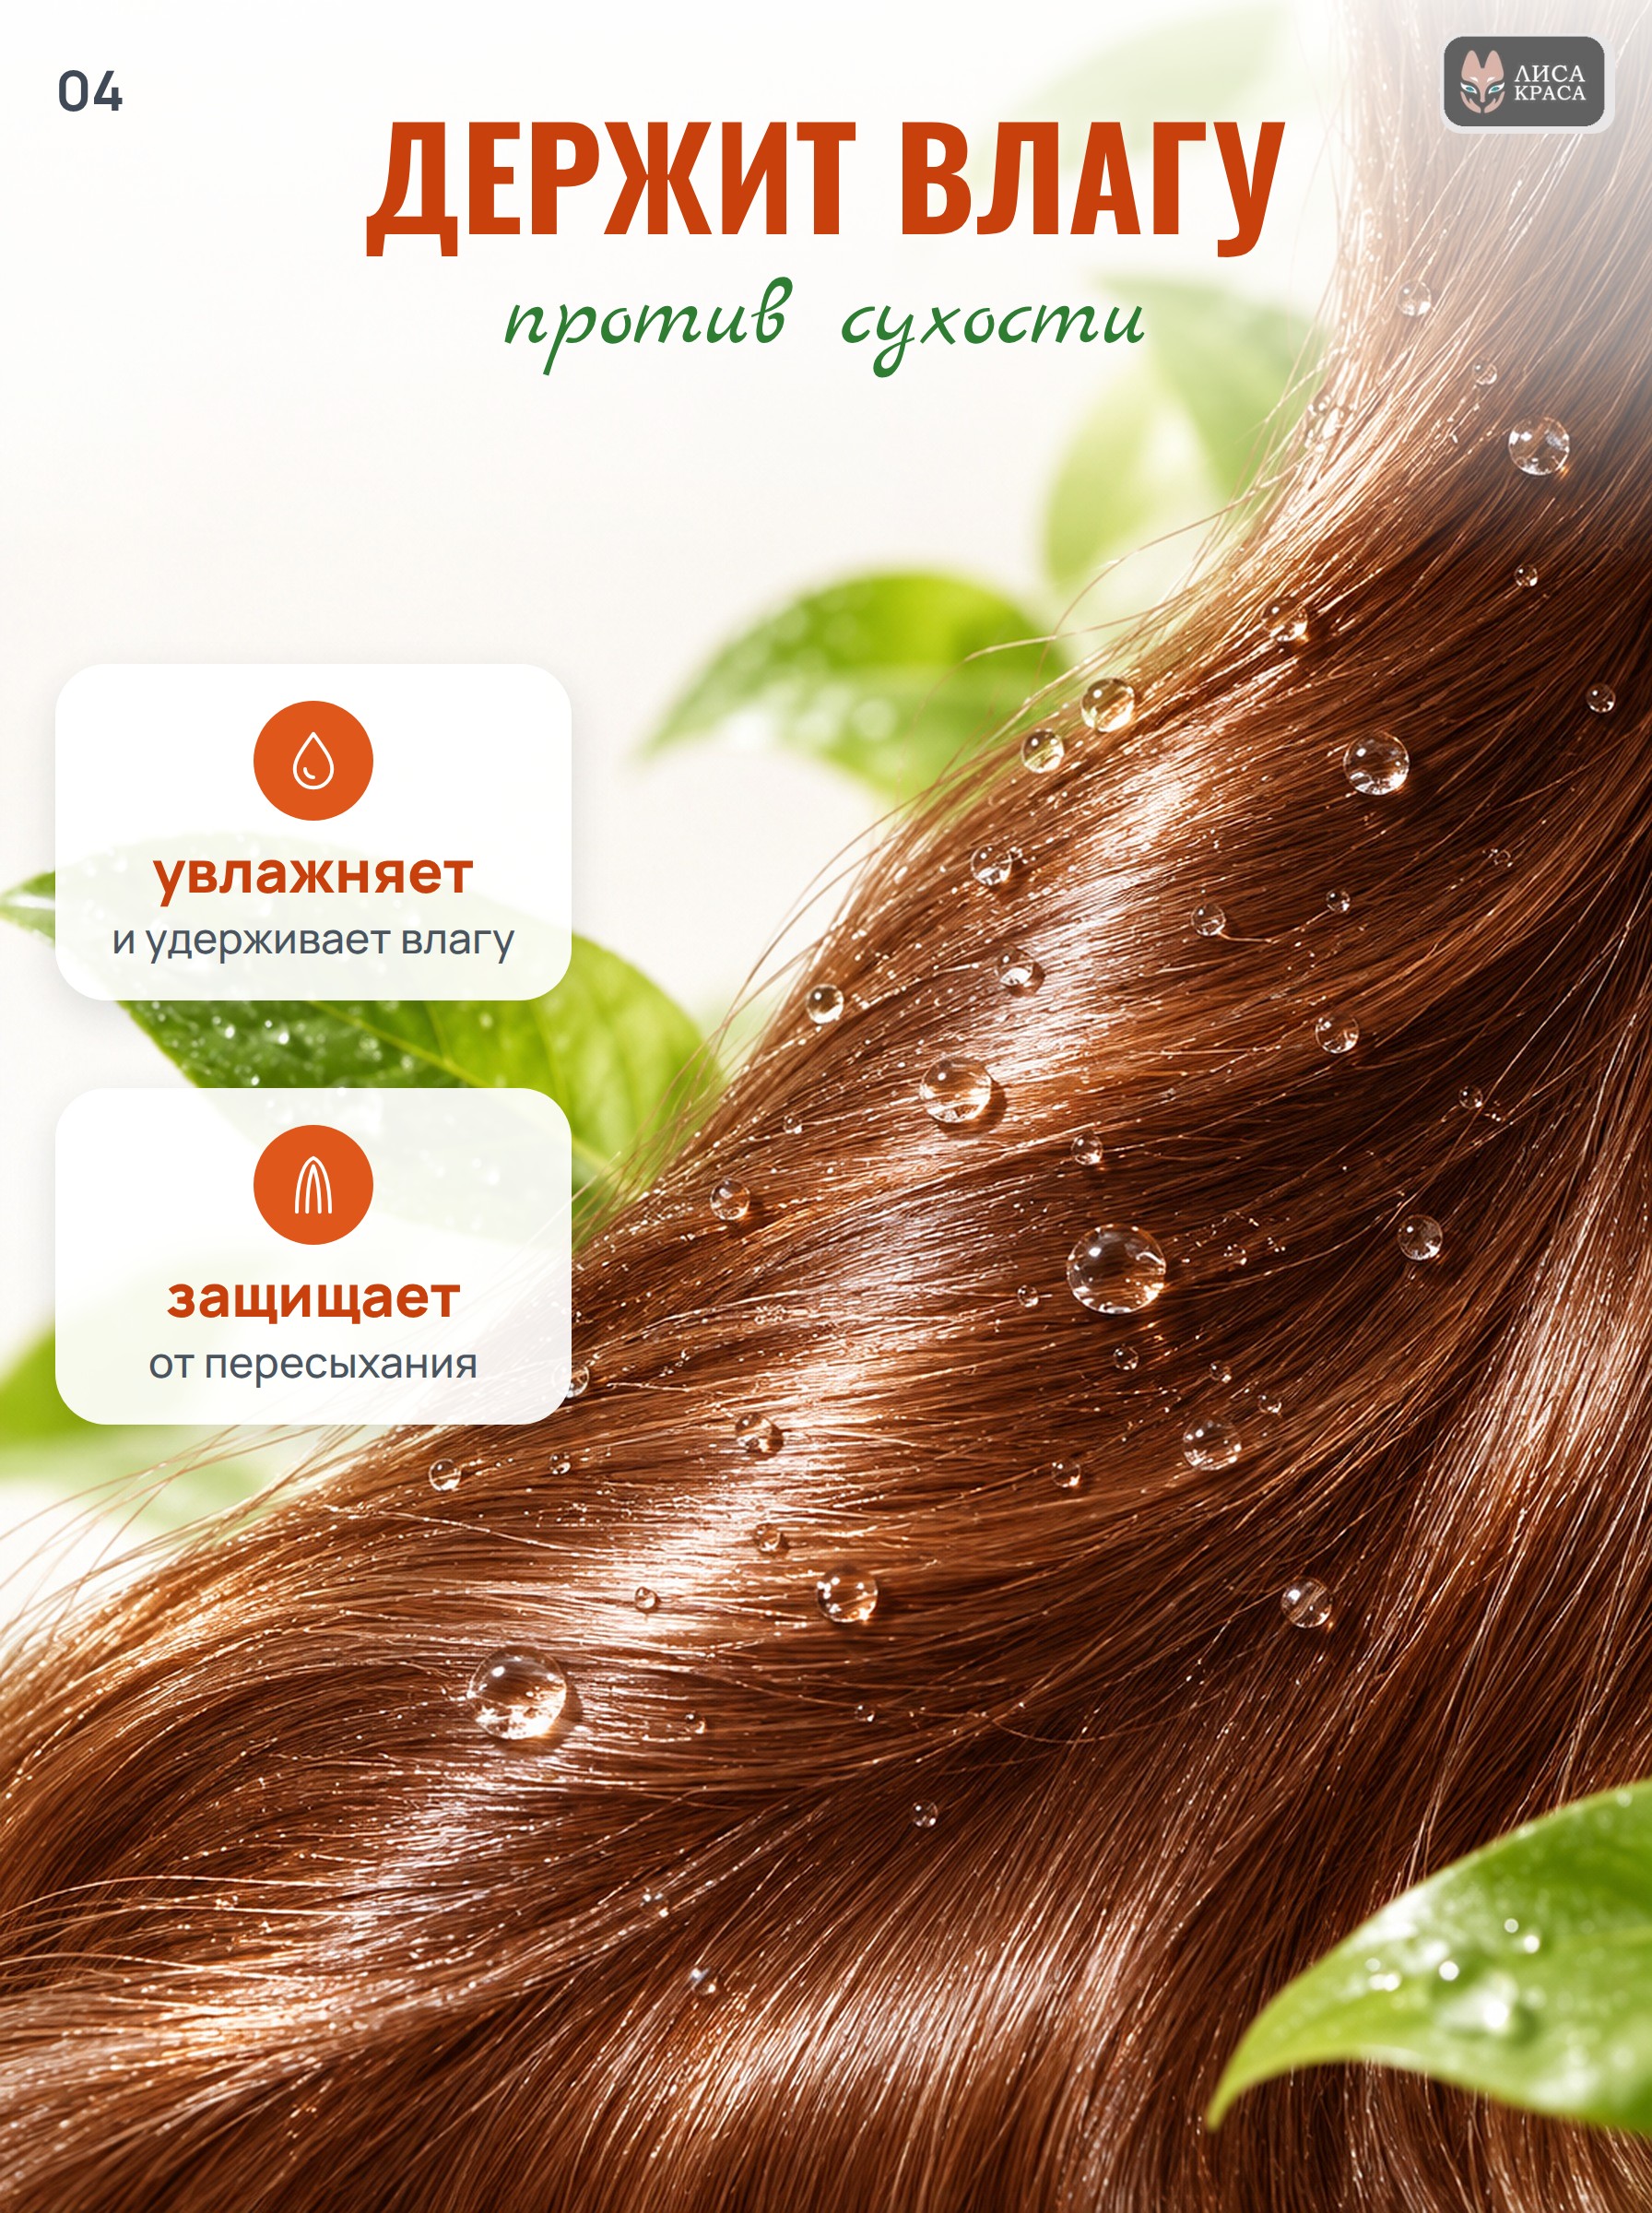 04
ЛИСА
КРАСА
ДЕРЖИТ ВЛАГУ
против сухости
увлажняет
и удерживает влагу
защищает
от пересыхания